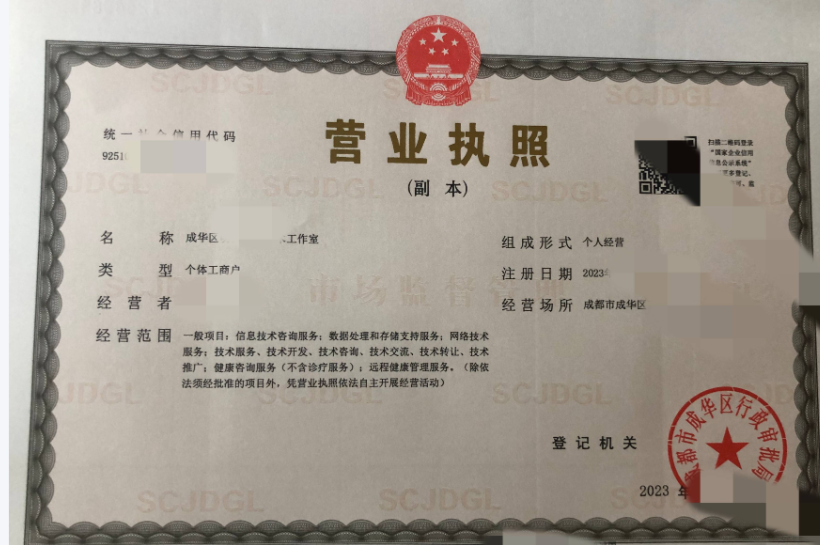 统一社会信用代码
9251
营业执照
(副 本)
扫描二维码登录
"国家企业信用
信息公示系统"
名 称 成华区 工作室
类 型 个体工商户
经营者
经营范围 一般项目：信息技术咨询服务；数据处理和存储支持服务；网络技术
服务；技术服务、技术开发、技术咨询、技术交流、技术转让、技术
推广；健康咨询服务（不含诊疗服务）；远程健康管理服务。（除依
法须经批准的项目外，凭营业执照依法自主开展经营活动）
组成形式 个人经营
注册日期 2023
经营场所 成都市成华区
登记机关
都市成华区行政审批局
2023 年
SCJDGL
SCJDGL
SCJDGL
市场监督管理
SCJDGL
SCJDGL
SCJDGL
SCJDGL